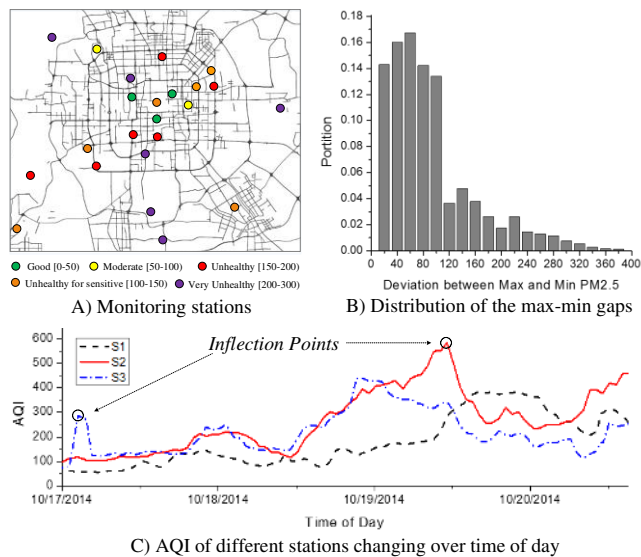 Good [0-50) Moderate [50-100) Unhealthy [150-200)
Unhealthy for sensitive [100-150) Very Unhealthy [200-300)
A) Monitoring stations
0.18
0.16
0.14
0.12
0.10
0.08
0.06
0.04
0.02
0.00
Portition
0 40 80 120 160 200 240 280 320 360 400
Deviation between Max and Min PM2.5
B) Distribution of the max-min gaps
600
500
400
300
200
100
0
AQI
S1
S2
S3
Inflection Points
10/17/2014 10/18/2014 10/19/2014 10/20/2014
Time of Day
C) AQI of different stations changing over time of day